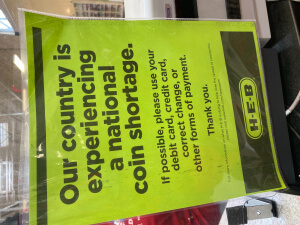 Our country is
experiencing
a national
coin shortage.
If possible, please use your
debit card, credit card,
correct change, or
other forms of payment.
Thank you.
H-E-B